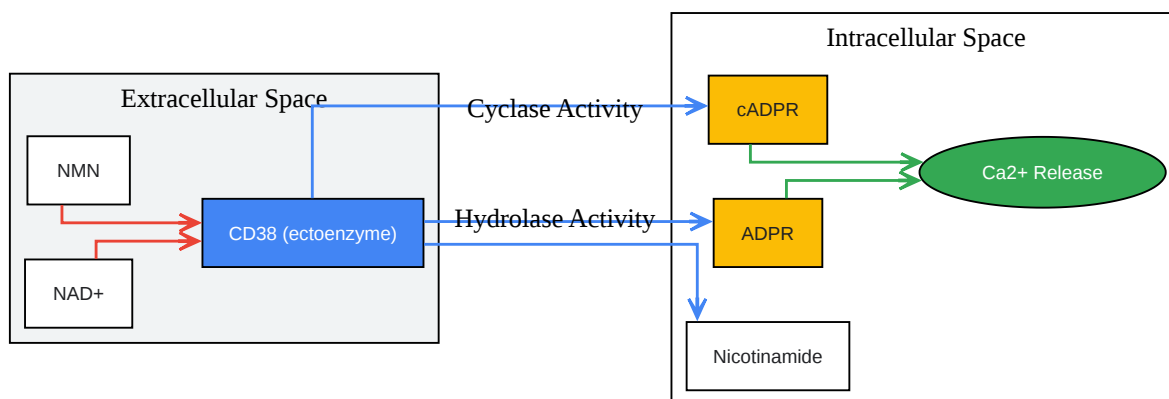 Intracellular Space
Extracellular Space
Cyclase Activity
cADPR
NMN
Ca2+ Release
Hydrolase Activity
CD38 (ectoenzyme)
ADPR
NAD+
Nicotinamide